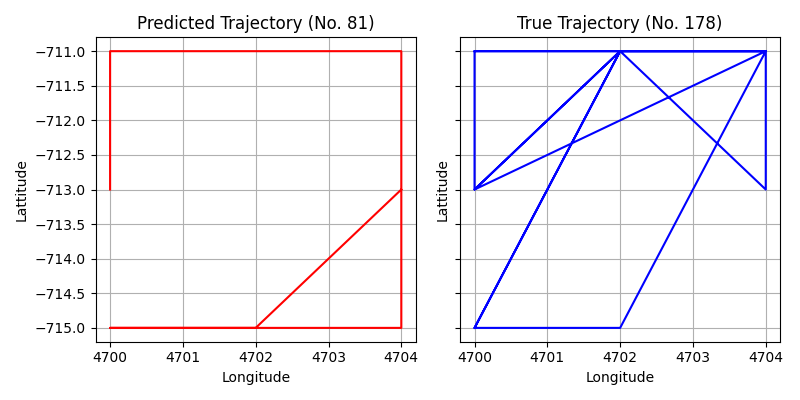 Predicted Trajectory (No. 81)
True Trajectory (No. 178)
Lattitude
−711.0
−711.5
−712.0
−712.5
−713.0
−713.5
−714.0
−714.5
−715.0
4700 4701 4702 4703 4704
Longitude
Lattitude
4700 4701 4702 4703 4704
Longitude